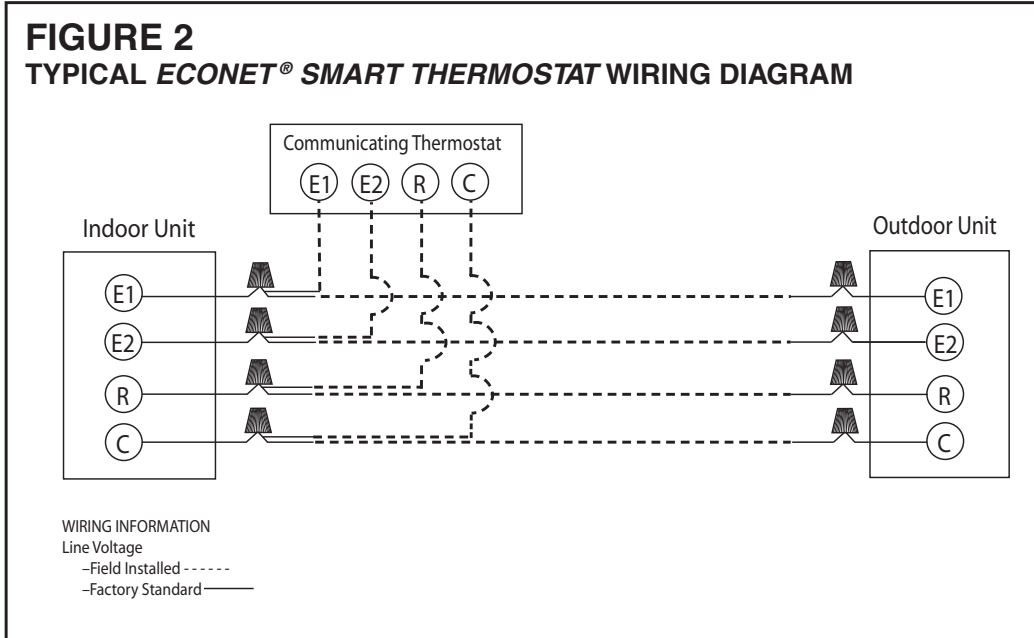 FIGURE 2
TYPICAL ECONET® SMART THERMOSTAT WIRING DIAGRAM
Communicating Thermostat
E1 E2 R C
Indoor Unit
Outdoor Unit
E1
E2
R
C
E1
E2
R
C
WIRING INFORMATION
Line Voltage
–Field Installed ------
–Factory Standard